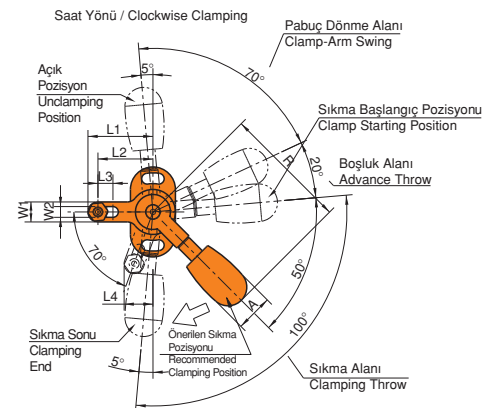 Saat Yönü / Clockwise Clamping
Pabuç Dönme Alanı
Clamp-Arm Swing
Açık
Pozisyon
Unclamping
Position
5°
70°
Sıkma Başlangıç Pozisyonu
Clamp Starting Position
L1
L2
L3
R
20°
Boşluk Alanı
Advance Throw
W1
W2
70°
50°
L4
A
100°
Sıkma Sonu
Clamping
End
Önerilen Sıkma
Pozisyonu
Recommended
Clamping Position
5°
Sıkma Alanı
Clamping Throw